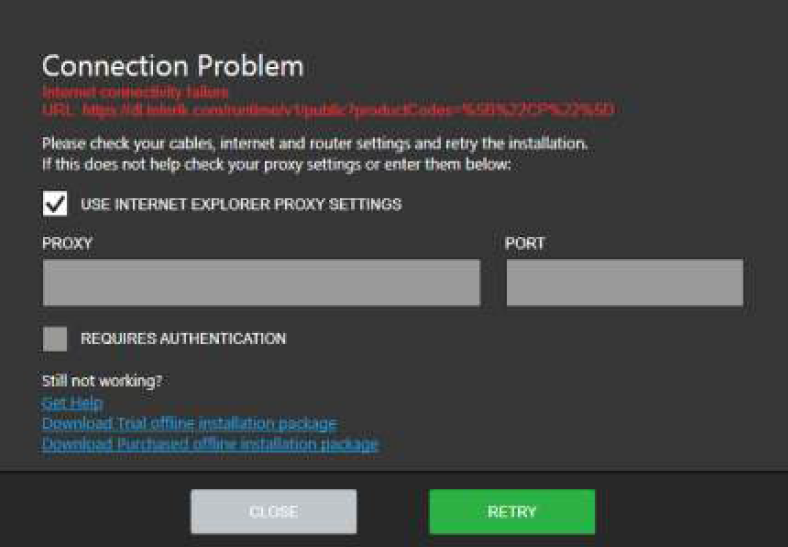 Connection Problem
Internet connectivity failure
URL https://dl.telerik.com/runtime/v1/public?productCodes=%5B%22CP%22%5D
Please check your cables, internet and router settings and retry the installation.
If this does not help check your proxy settings or enter them below:
USE INTERNET EXPLORER PROXY SETTINGS
PROXY
PORT
REQUIRES AUTHENTICATION
Still not working?
Get Help
Download Trial offline installation package
Download Purchased offline installation package
CLOSE
RETRY